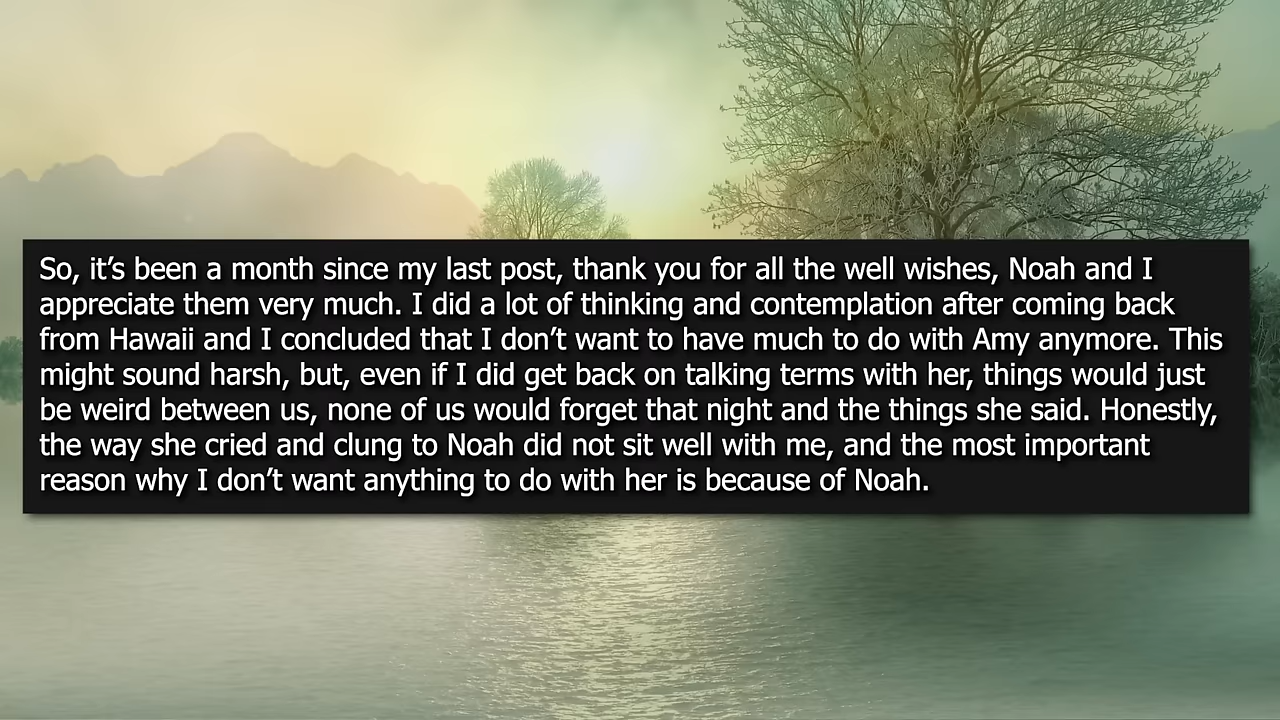 So, it’s been a month since my last post, thank you for all the well wishes, Noah and I
appreciate them very much. I did a lot of thinking and contemplation after coming back
from Hawaii and I concluded that I don’t want to have much to do with Amy anymore. This
might sound harsh, but, even if I did get back on talking terms with her, things would just
be weird between us, none of us would forget that night and the things she said. Honestly,
the way she cried and clung to Noah did not sit well with me, and the most important
reason why I don’t want anything to do with her is because of Noah.